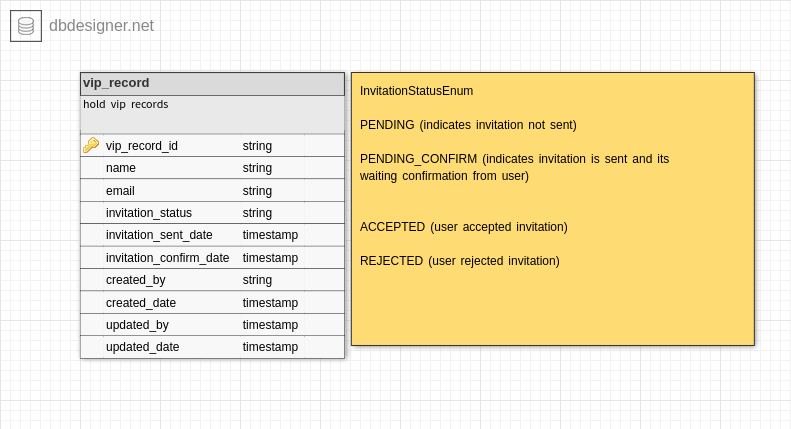 dbdesigner.net
vip_record
hold vip records
vip_record_id string
name string
email string
invitation_status string
invitation_sent_date timestamp
invitation_confirm_date timestamp
created_by string
created_date timestamp
updated_by timestamp
updated_date timestamp
InvitationStatusEnum
PENDING (indicates invitation not sent)
PENDING_CONFIRM (indicates invitation is sent and its
waiting confirmation from user)
ACCEPTED (user accepted invitation)
REJECTED (user rejected invitation)